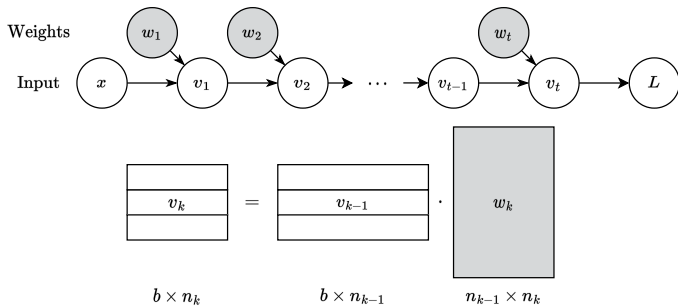 Weights w₁ w₂ wₜ
Input x v₁ v₂ ⋯ vₜ₋₁ vₜ L
vₖ = vₖ₋₁ · wₖ
b × nₖ b × nₖ₋₁ nₖ₋₁ × nₖ